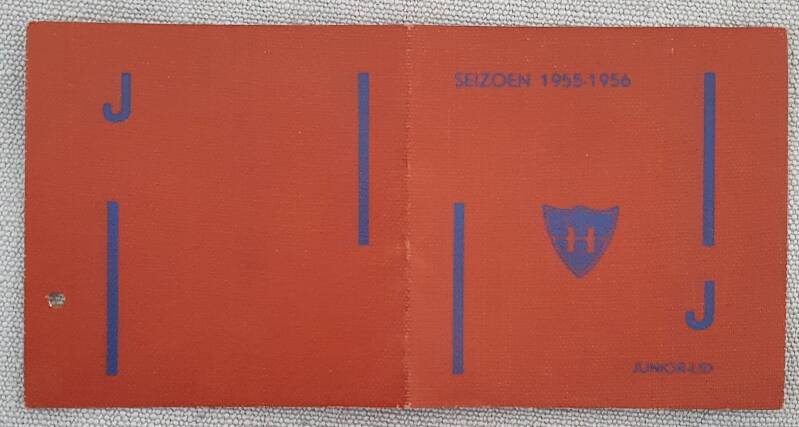 J
SEIZOEN 1955-1956
H
J
JUNIOR-LID